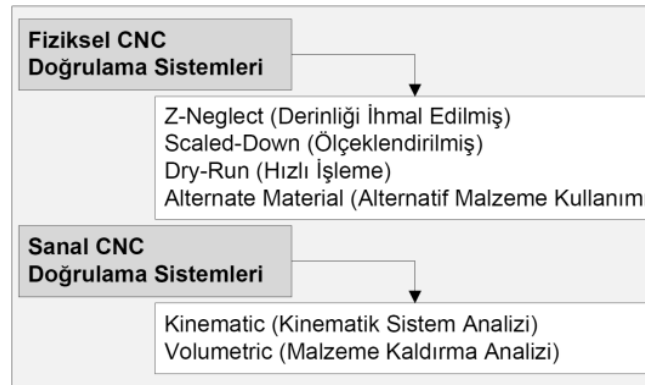 Fiziksel CNC
Doğrulama Sistemleri
Z-Neglect (Derinliği İhmal Edilmiş)
Scaled-Down (Ölçeklendirilmiş)
Dry-Run (Hızlı İşleme)
Alternate Material (Alternatif Malzeme Kullanımı
Sanal CNC
Doğrulama Sistemleri
Kinematic (Kinematik Sistem Analizi)
Volumetric (Malzeme Kaldırma Analizi)